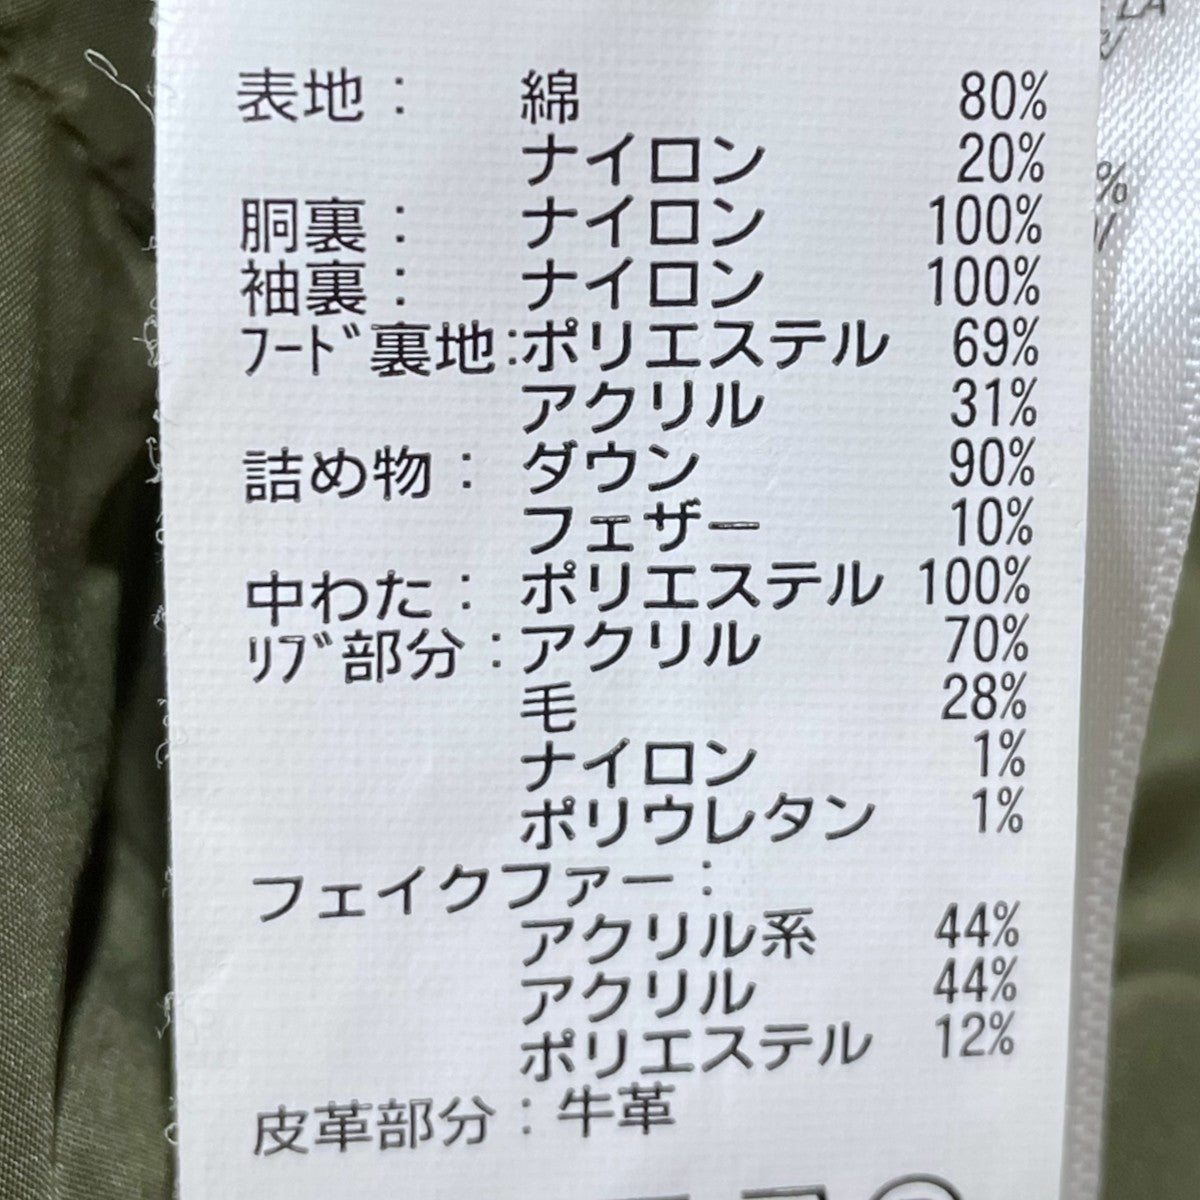 表地： 綿 80%
ナイロン 20%
胴裏： ナイロン 100%
袖裏： ナイロン 100%
ﾌｰﾄﾞ裏地：ポリエステル 69%
アクリル 31%
詰め物： ダウン 90%
フェザー 10%
中わた： ポリエステル 100%
ﾘﾌﾞ部分：アクリル 70%
毛 28%
ナイロン 1%
ポリウレタン 1%
フェイクファー：
アクリル系 44%
アクリル 44%
ポリエステル 12%
皮革部分：牛革